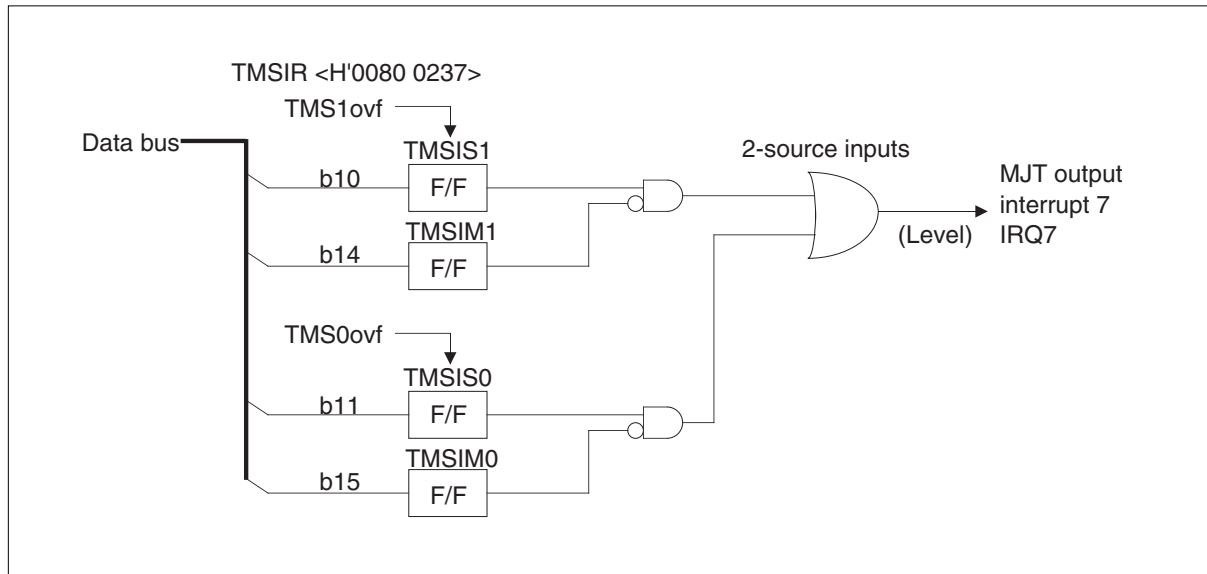 TMSIR <H'0080 0237>
TMS1ovf
Data bus
TMSIS1
2-source inputs
b10
F/F
MJT output
interrupt 7
IRQ7
(Level)
TMSIM1
b14
F/F
TMS0ovf
TMSIS0
b11
F/F
TMSIM0
b15
F/F